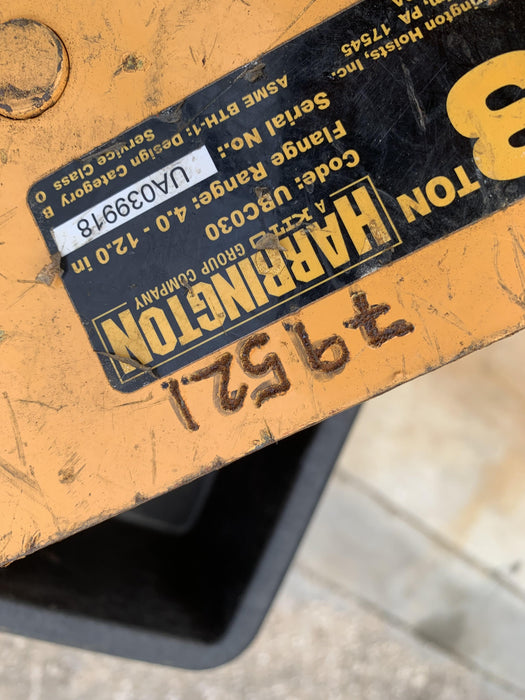 79521
HARRINGTON
A KITO GROUP COMPANY
3 TON
Code: UBC030
Flange Range: 4.0 - 12.0 in
Serial No.: UA039918
ASME BTH-1: Design Category B
Service Class 0
Hoists, Inc.
PA 17545